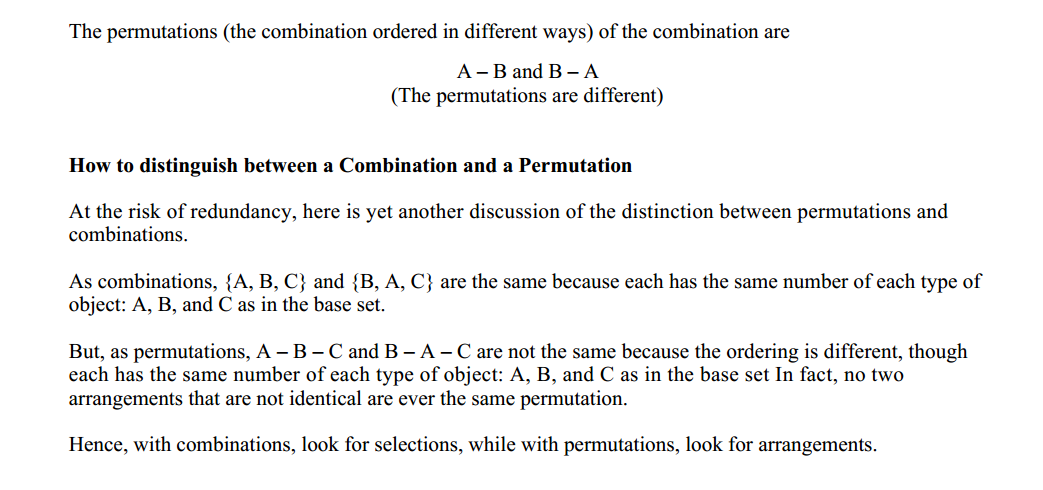 The permutations (the combination ordered in different ways) of the combination are
A – B and B – A
(The permutations are different)
How to distinguish between a Combination and a Permutation
At the risk of redundancy, here is yet another discussion of the distinction between permutations and
combinations.
As combinations, {A, B, C} and {B, A, C} are the same because each has the same number of each type of
object: A, B, and C as in the base set.
But, as permutations, A – B – C and B – A – C are not the same because the ordering is different, though
each has the same number of each type of object: A, B, and C as in the base set In fact, no two
arrangements that are not identical are ever the same permutation.
Hence, with combinations, look for selections, while with permutations, look for arrangements.